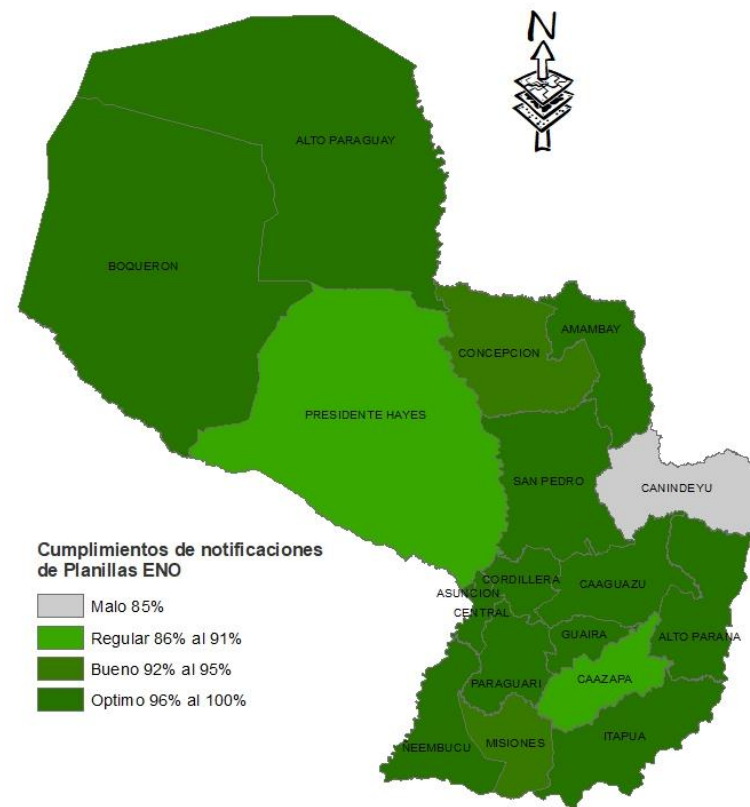 N
ALTO PARAGUAY
BOQUERON
CONCEPCION
AMAMBAY
PRESIDENTE HAYES
SAN PEDRO
CANINDEYU
Cumplimientos de notificaciones
de Planillas ENO
Malo 85%
Regular 86% al 91%
Bueno 92% al 95%
Optimo 96% al 100%
CORDILLERA
CAAGUAZU
ASUNCION
CENTRAL
GUAIRA
ALTO PARANA
CAAZAPA
PARAGUARI
NEEMBUCU
MISIONES
ITAPUA